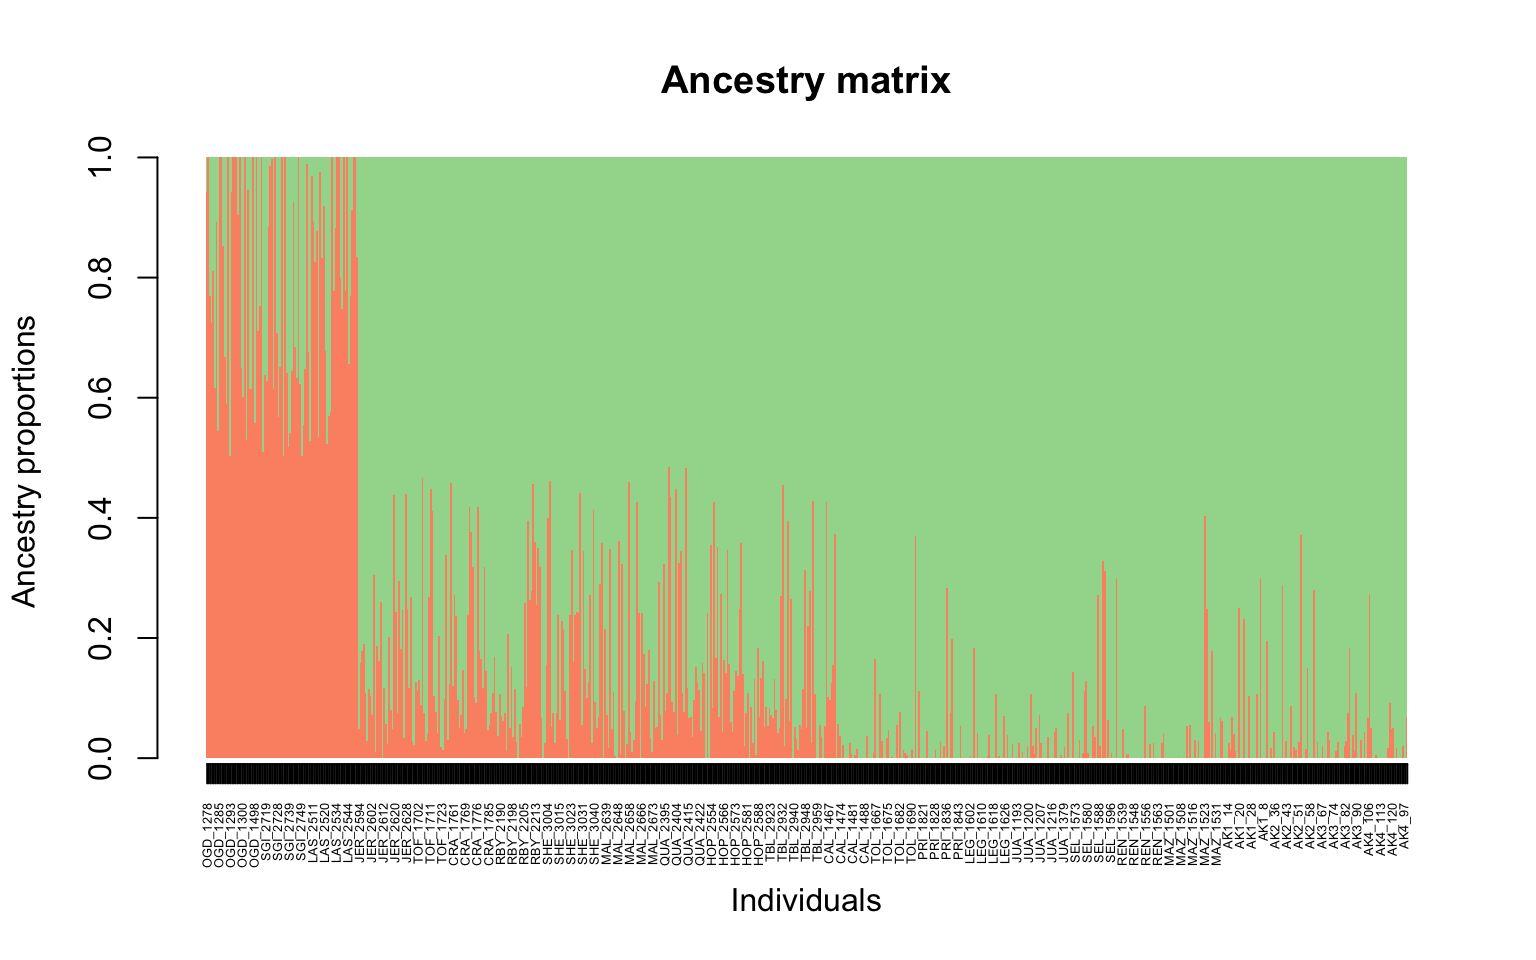 Ancestry matrix
Ancestry proportions
1.0
0.8
0.6
0.4
0.2
0.0
OGD_1278
OGD_1285
OGD_1293
OGD_1300
OGD_1498
SGI_2719
SGI_2728
SGI_2739
SGI_2749
LAS_2511
LAS_2520
LAS_2534
LAS_2544
JER_2594
JER_2602
JER_2612
JER_2620
JER_2628
TOF_1702
TOF_1711
TOF_1723
CRA_1761
CRA_1769
CRA_1776
CRA_1785
RBY_2190
RBY_2198
RBY_2205
RBY_2213
SHE_3004
SHE_3015
SHE_3023
SHE_3031
SHE_3040
MAL_2639
MAL_2648
MAL_2658
MAL_2666
MAL_2673
QUA_2395
QUA_2404
QUA_2415
QUA_2422
HOP_2554
HOP_2566
HOP_2573
HOP_2581
HOP_2588
TBL_2923
TBL_2932
TBL_2940
TBL_2948
TBL_2959
CAL_1467
CAL_1474
CAL_1481
CAL_1488
TOL_1667
TOL_1675
TOL_1682
TOL_1690
PRI_821
PRI_828
PRI_836
PRI_843
LEG_1602
LEG_1610
LEG_1618
LEG_1626
JUA_1193
JUA_1200
JUA_1207
JUA_1216
JUA_1379
SEL_1573
SEL_1580
SEL_1588
SEL_1596
REN_1539
REN_1548
REN_1556
REN_1563
MAZ_1501
MAZ_1508
MAZ_1516
MAZ_1523
MAZ_1531
AK1_14
AK1_20
AK1_28
AK1_8
AK2_36
AK2_43
AK2_51
AK2_58
AK3_67
AK3_74
AK3_82
AK3_90
AK4_106
AK4_113
AK4_120
AK4_97
Individuals